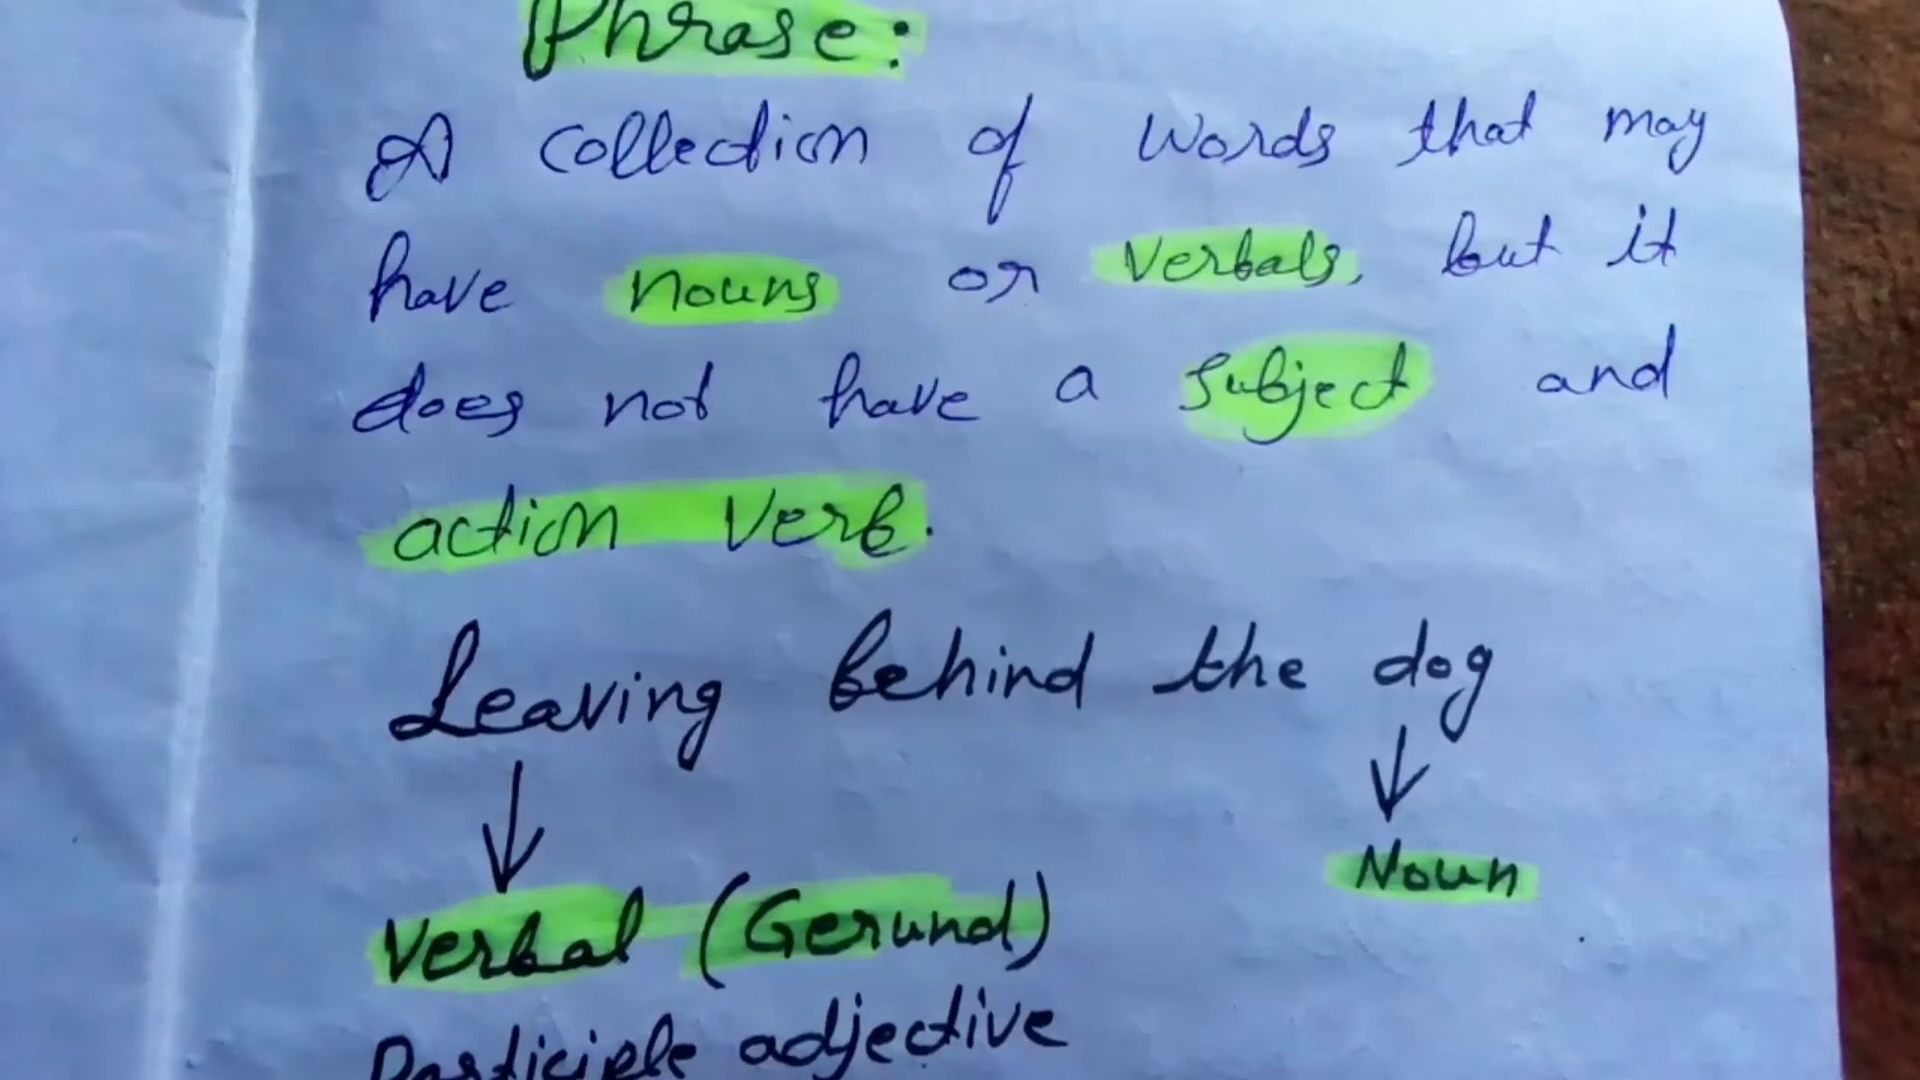 Phrase:
A collection of words that may
have nouns or verbals, but it
does not have a subject and
action verb.
Leaving behind the dog
Noun
Verbal (Gerund)
Participle adjective